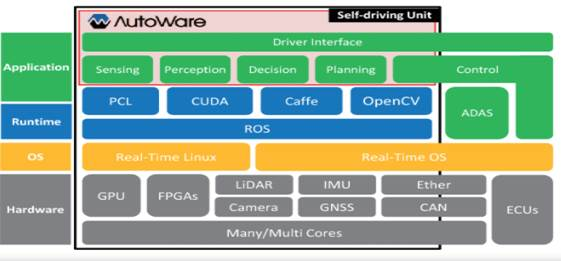 AutoWare
Self-driving Unit
Driver Interface
Application
Sensing
Perception
Decision
Planning
Control
PCL
CUDA
Caffe
OpenCV
ADAS
Runtime
ROS
OS
Real-Time Linux
Real-Time OS
Hardware
GPU
FPGAs
LiDAR
IMU
Ether
Camera
GNSS
CAN
ECUs
Many/Multi Cores